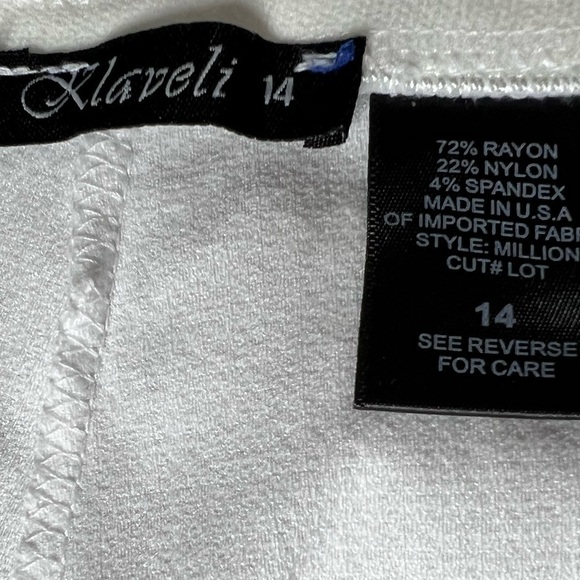 Klaveli 14
72% RAYON
22% NYLON
4% SPANDEX
MADE IN U.S.A
OF IMPORTED FABR
STYLE: MILLION
CUT# LOT
14
SEE REVERSE
FOR CARE